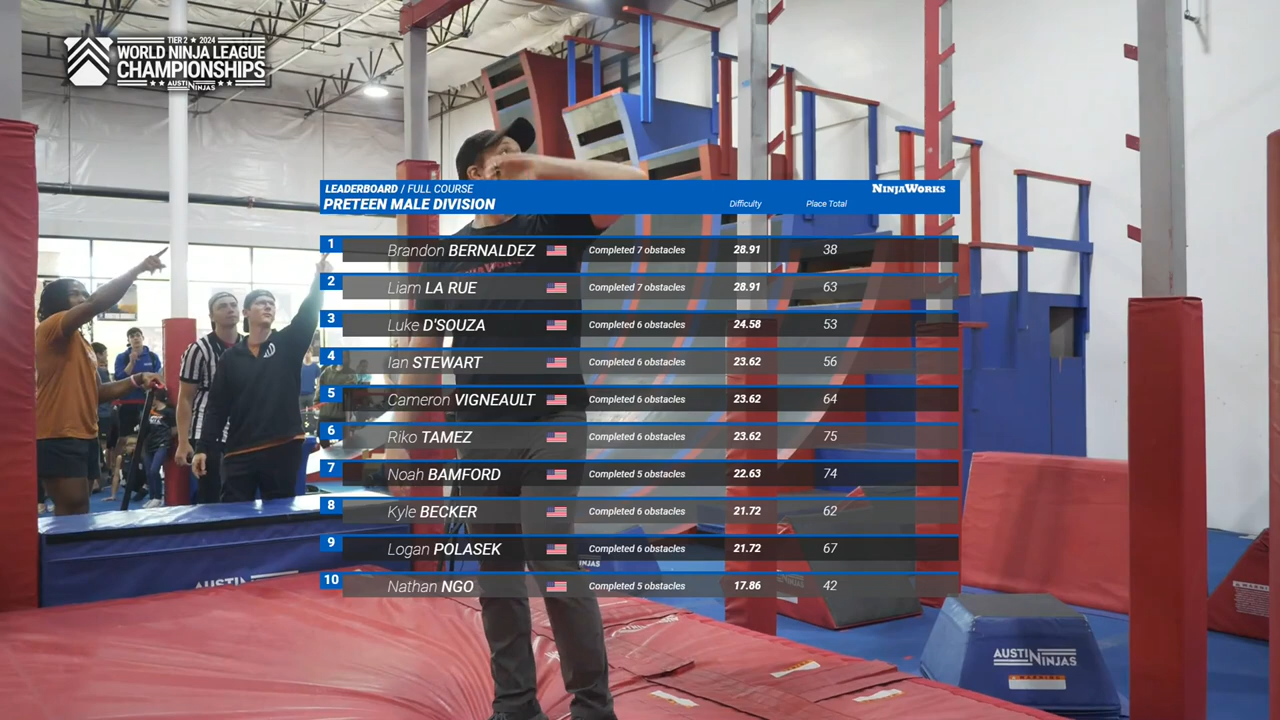 TIER 2 ★ 2024
WORLD NINJA LEAGUE
CHAMPIONSHIPS
AUSTIN NINJAS
LEADERBOARD / FULL COURSE
NINJAWORKS
PRETEEN MALE DIVISION
Difficulty Place Total
1 Brandon BERNALDEZ Completed 7 obstacles 28.91 38
2 Liam LA RUE Completed 7 obstacles 28.91 63
3 Luke D'SOUZA Completed 6 obstacles 24.58 53
4 Ian STEWART Completed 6 obstacles 23.62 56
5 Cameron VIGNEAULT Completed 6 obstacles 23.62 64
6 Riko TAMEZ Completed 6 obstacles 23.62 75
7 Noah BAMFORD Completed 5 obstacles 22.63 74
8 Kyle BECKER Completed 6 obstacles 21.72 62
9 Logan POLASEK Completed 6 obstacles 21.72 67
10 Nathan NGO Completed 5 obstacles 17.86 42
AUSTIN
NINJAS
AUSTIN NINJAS